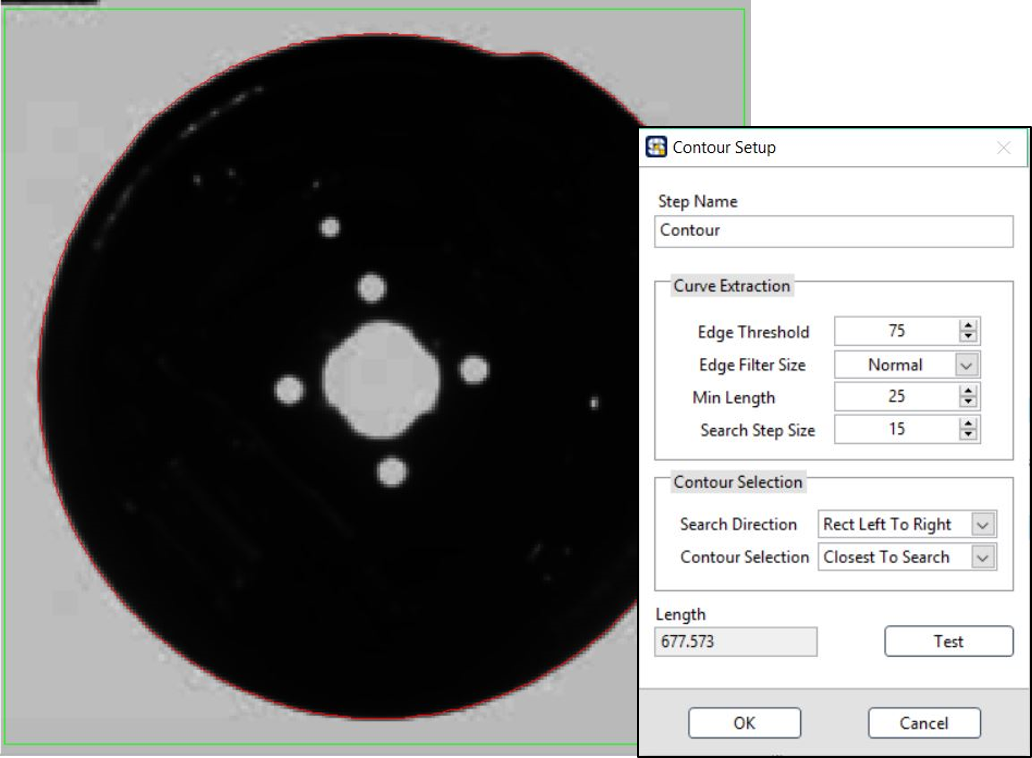 Contour Setup
Step Name
Contour
Curve Extraction
Edge Threshold 75
Edge Filter Size Normal
Min Length 25
Search Step Size 15
Contour Selection
Search Direction Rect Left To Right
Contour Selection Closest To Search
Length
677.573 Test
OK Cancel